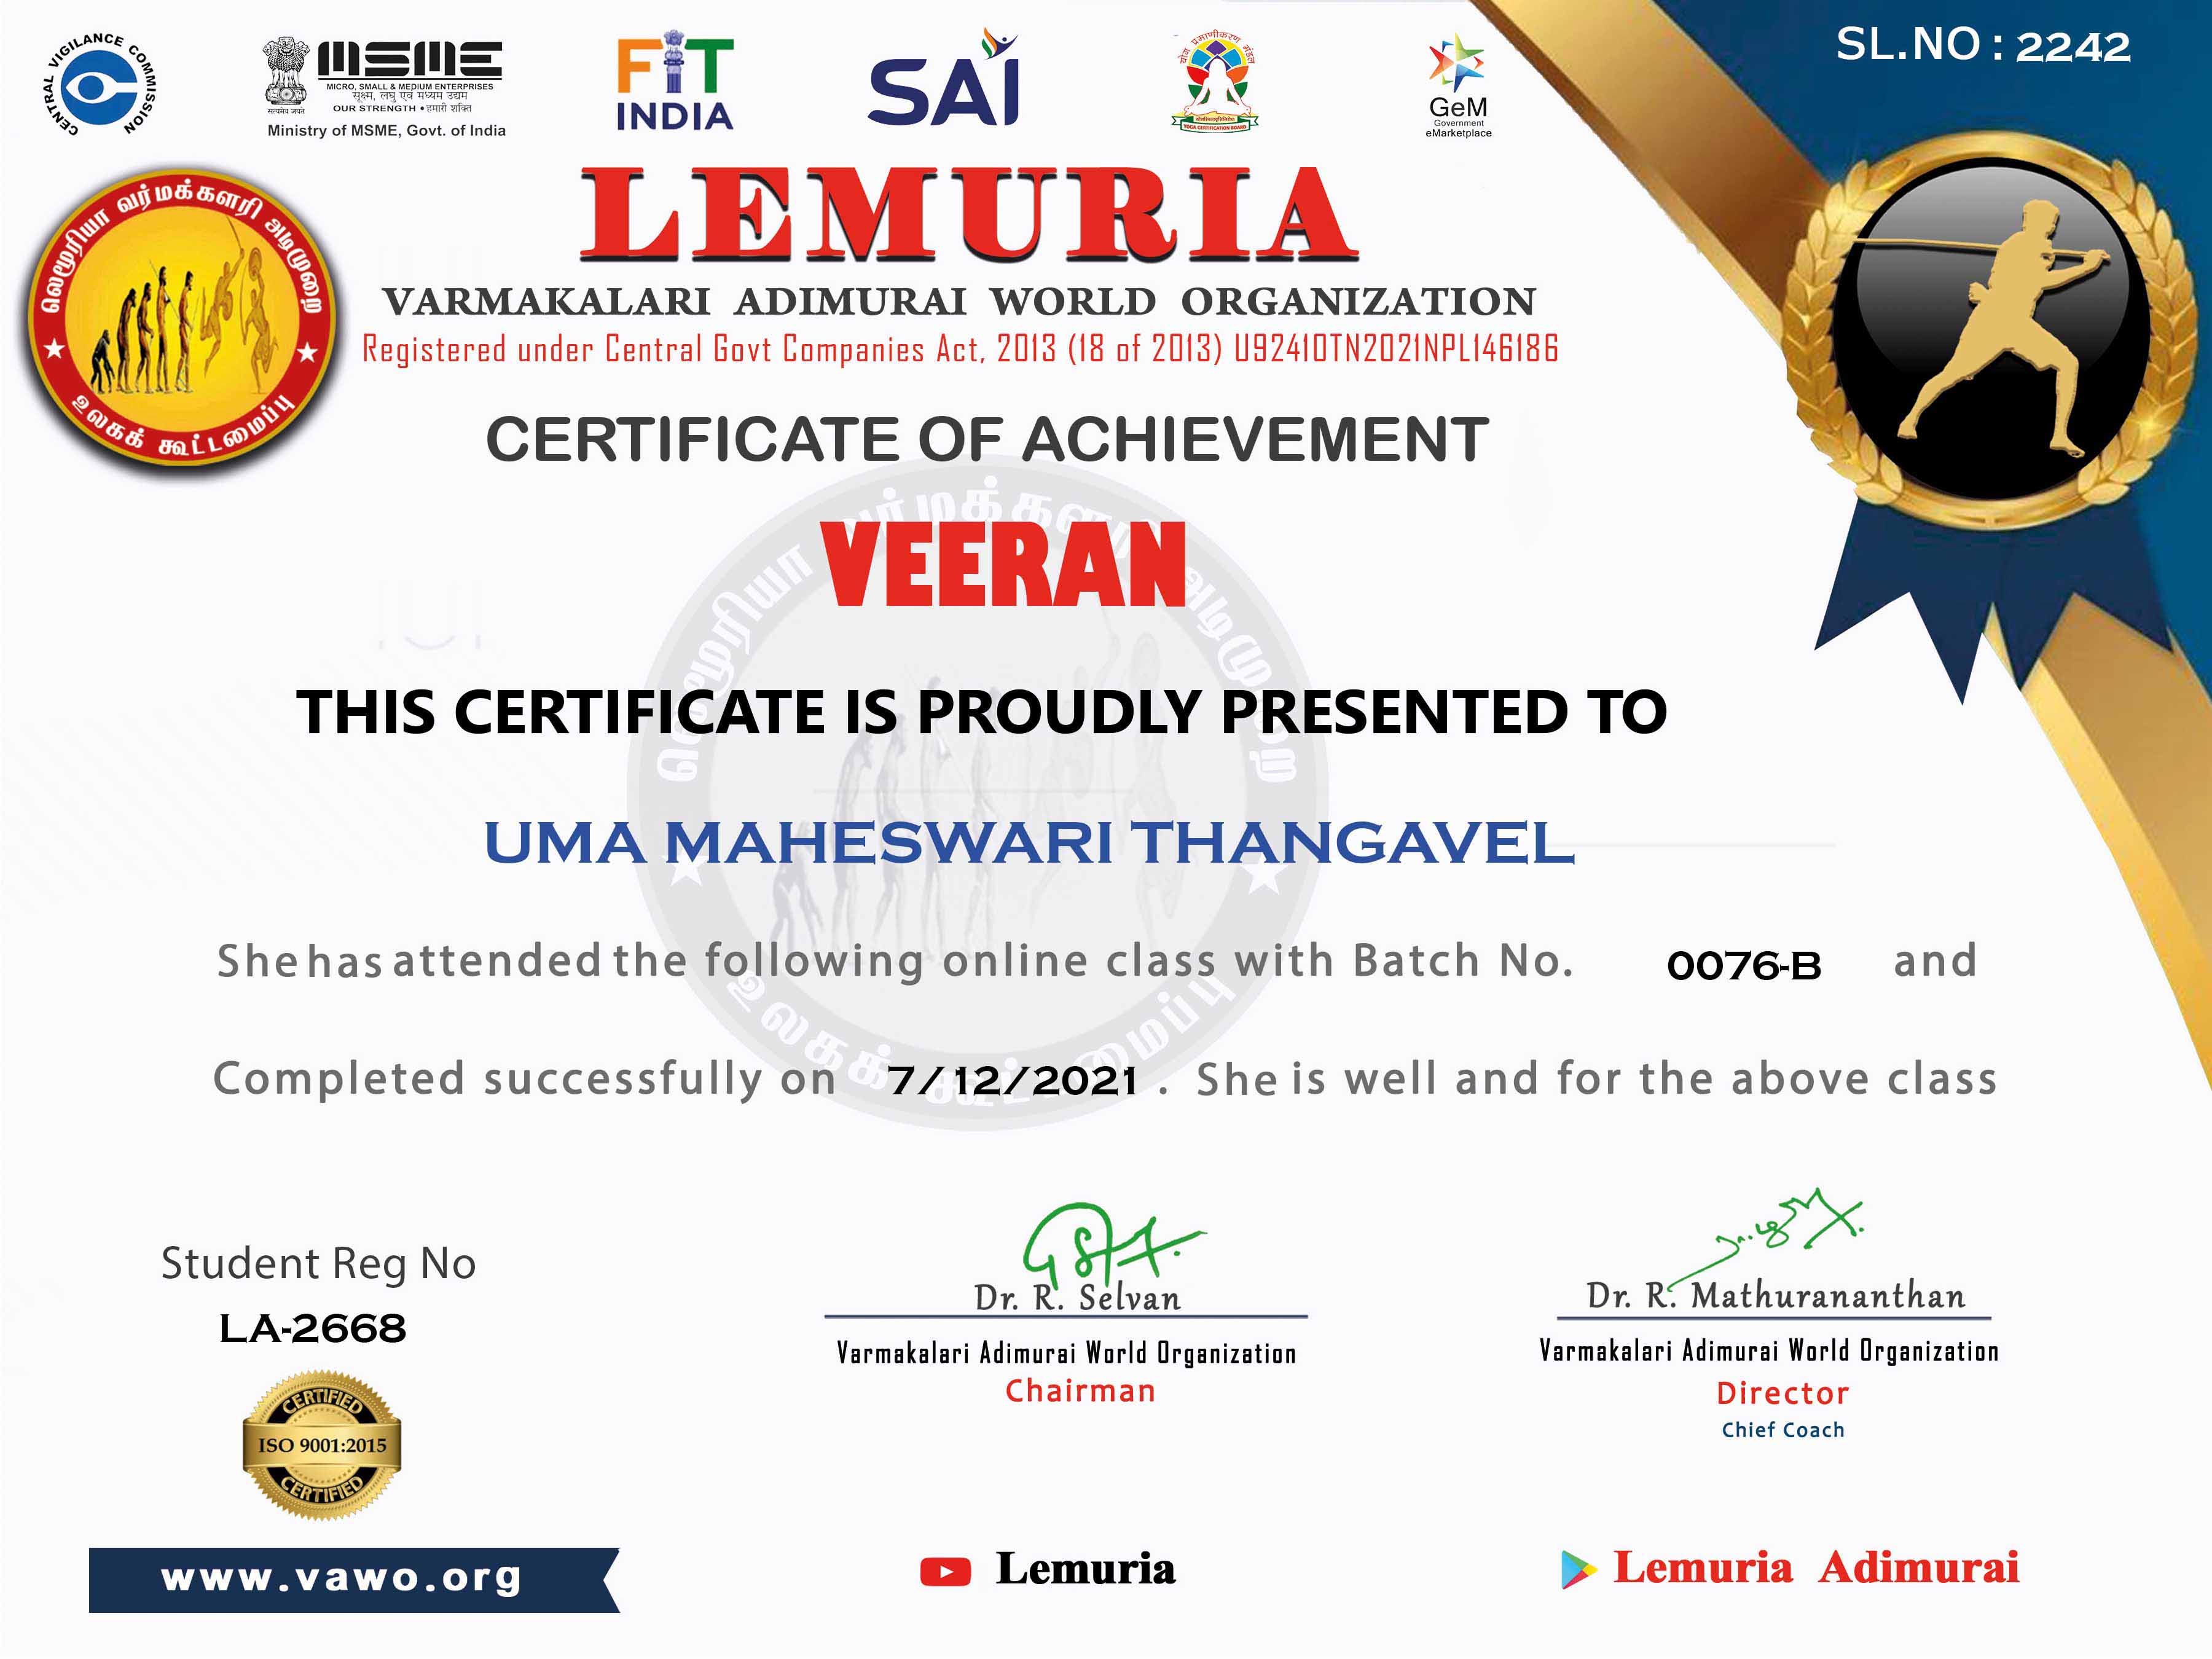 SL.NO : 2242
CENTRAL VIGILANCE COMMISSION
MSME
MICRO, SMALL & MEDIUM ENTERPRISES
सूक्ष्म, लघु एवं मध्यम उद्यम
OUR STRENGTH • हमारी शक्ति
सत्यमेव जयते
Ministry of MSME, Govt. of India
FIT
INDIA
SAI
योग प्रमाणीकरण मंडल
YOGA CERTIFICATION BOARD
GeM
Government
eMarketplace
லெமூரியா வர்மக்களரி அடிமுறை
உலகக் கூட்டமைப்பு
LEMURIA
VARMAKALARI ADIMURAI WORLD ORGANIZATION
Registered under Central Govt Companies Act, 2013 (18 of 2013) U92410TN2021NPL146186
CERTIFICATE OF ACHIEVEMENT
VEERAN
THIS CERTIFICATE IS PROUDLY PRESENTED TO
UMA MAHESWARI THANGAVEL
She has attended the following online class with Batch No. 0076-B and
Completed successfully on 7/12/2021 . She is well and for the above class
Student Reg No
LA-2668
Dr. R. Selvan
Varmakalari Adimurai World Organization
Chairman
Dr. R. Mathurananthan
Varmakalari Adimurai World Organization
Director
Chief Coach
CERTIFIED
ISO 9001:2015
CERTIFIED
www.vawo.org
Lemuria
Lemuria Adimurai